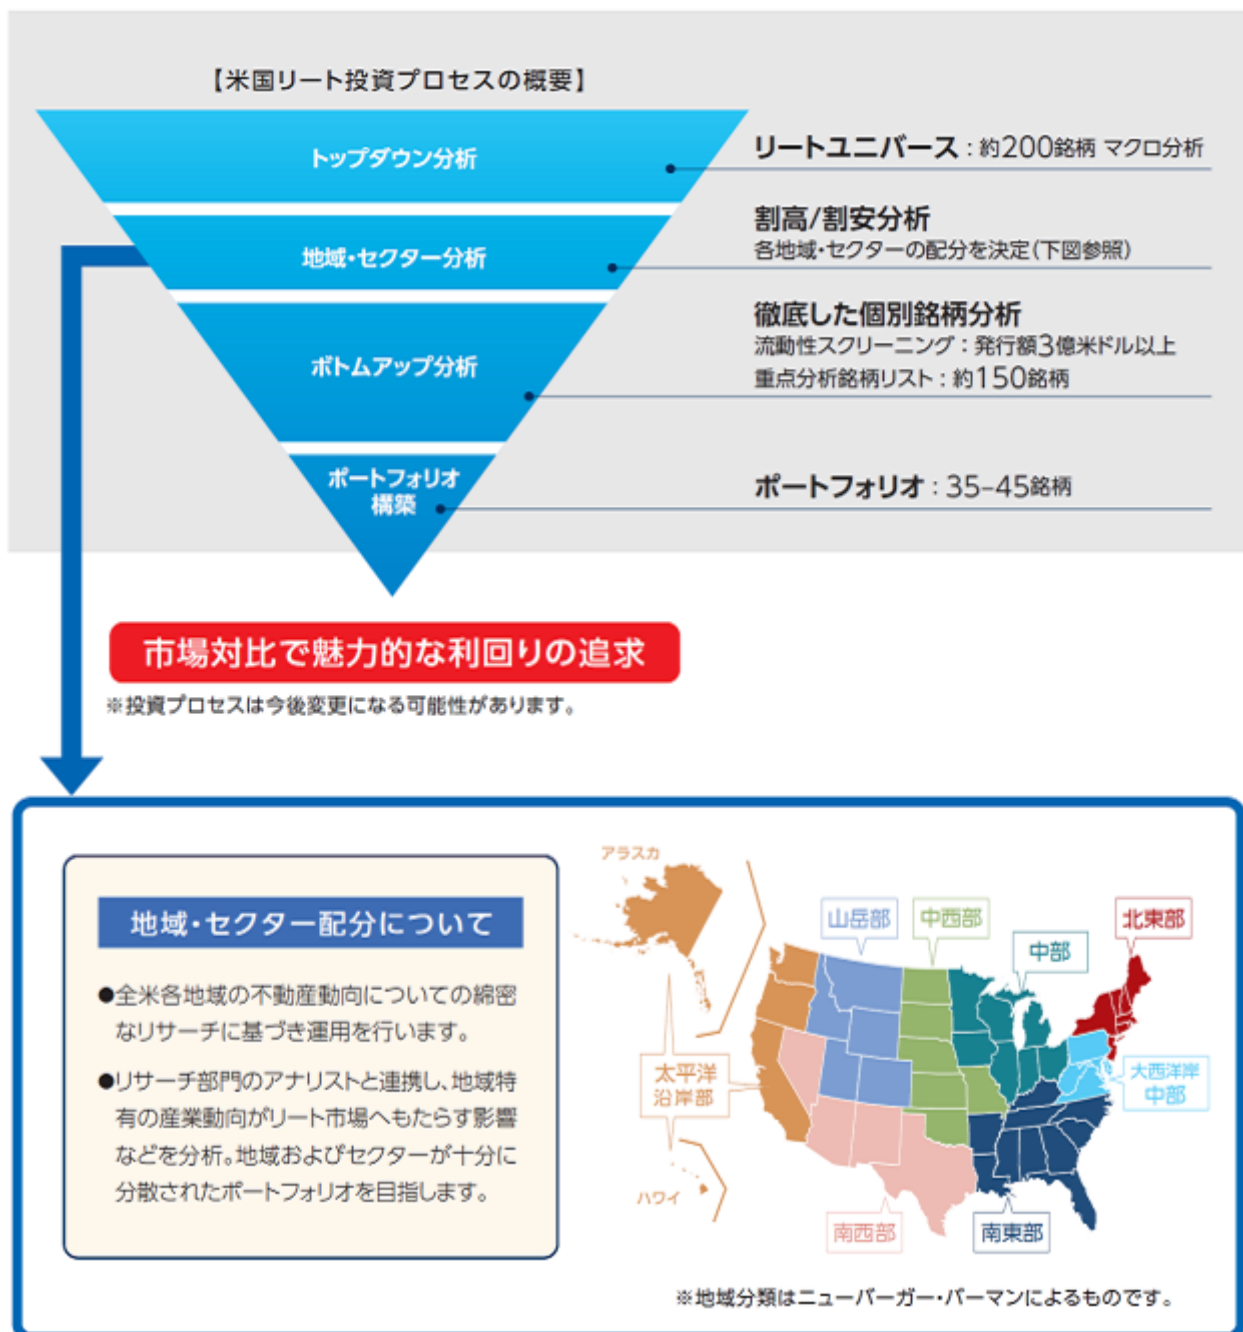 【米国リート投資プロセスの概要】
トップダウン分析
リートユニバース：約200銘柄 マクロ分析
地域・セクター分析
割高/割安分析
各地域・セクターの配分を決定(下図参照)
ボトムアップ分析
徹底した個別銘柄分析
流動性スクリーニング：発行額3億米ドル以上
重点分析銘柄リスト：約150銘柄
ポートフォリオ
構築
ポートフォリオ：35–45銘柄
市場対比で魅力的な利回りの追求
※投資プロセスは今後変更になる可能性があります。
地域・セクター配分について
●全米各地域の不動産動向についての綿密
なリサーチに基づき運用を行います。
●リサーチ部門のアナリストと連携し、地域特
有の産業動向がリート市場へもたらす影響
などを分析。地域およびセクターが十分に
分散されたポートフォリオを目指します。
アラスカ
山岳部
中西部
中部
北東部
太平洋
沿岸部
大西洋岸
中部
ハワイ
南西部
南東部
※地域分類はニューバーガー・バーマンによるものです。